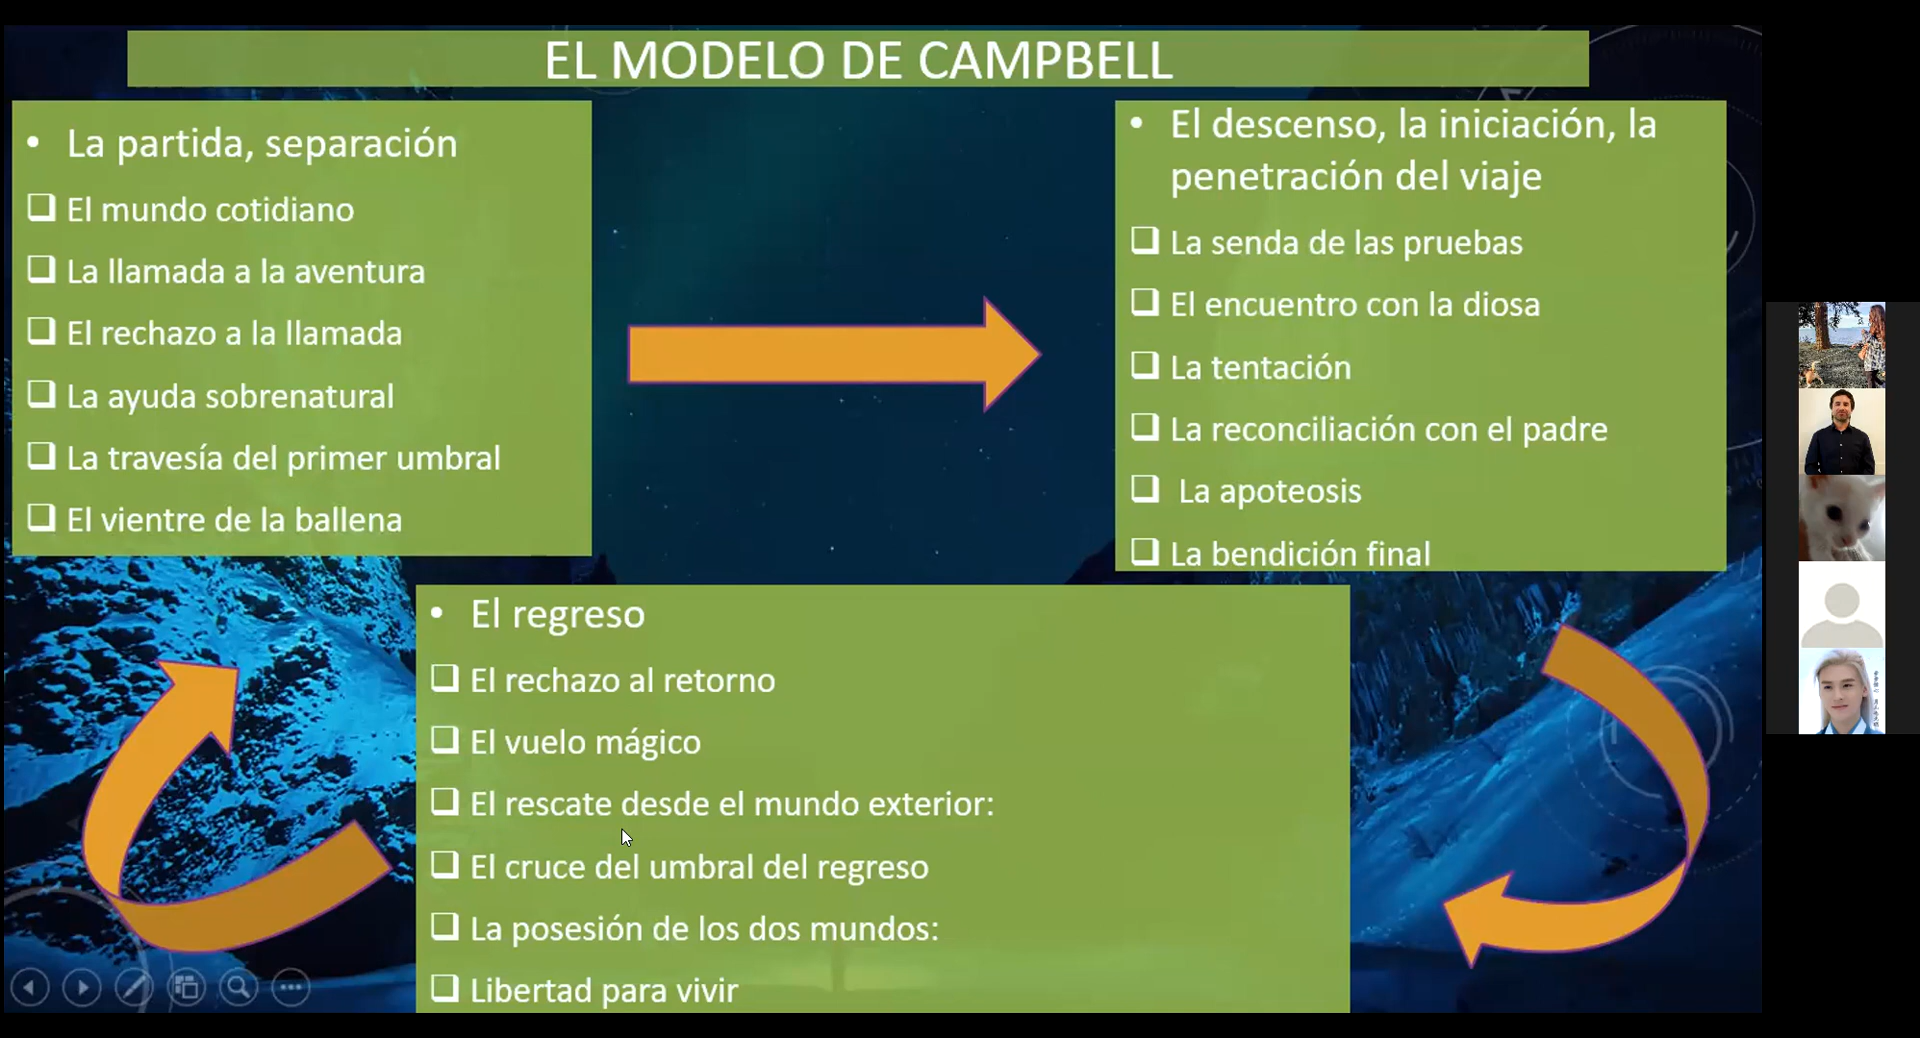 EL MODELO DE CAMPBELL
• La partida, separación
❑ El mundo cotidiano
❑ La llamada a la aventura
❑ El rechazo a la llamada
❑ La ayuda sobrenatural
❑ La travesía del primer umbral
❑ El vientre de la ballena
• El descenso, la iniciación, la
penetración del viaje
❑ La senda de las pruebas
❑ El encuentro con la diosa
❑ La tentación
❑ La reconciliación con el padre
❑ La apoteosis
❑ La bendición final
• El regreso
❑ El rechazo al retorno
❑ El vuelo mágico
❑ El rescate desde el mundo exterior:
❑ El cruce del umbral del regreso
❑ La posesión de los dos mundos:
❑ Libertad para vivir